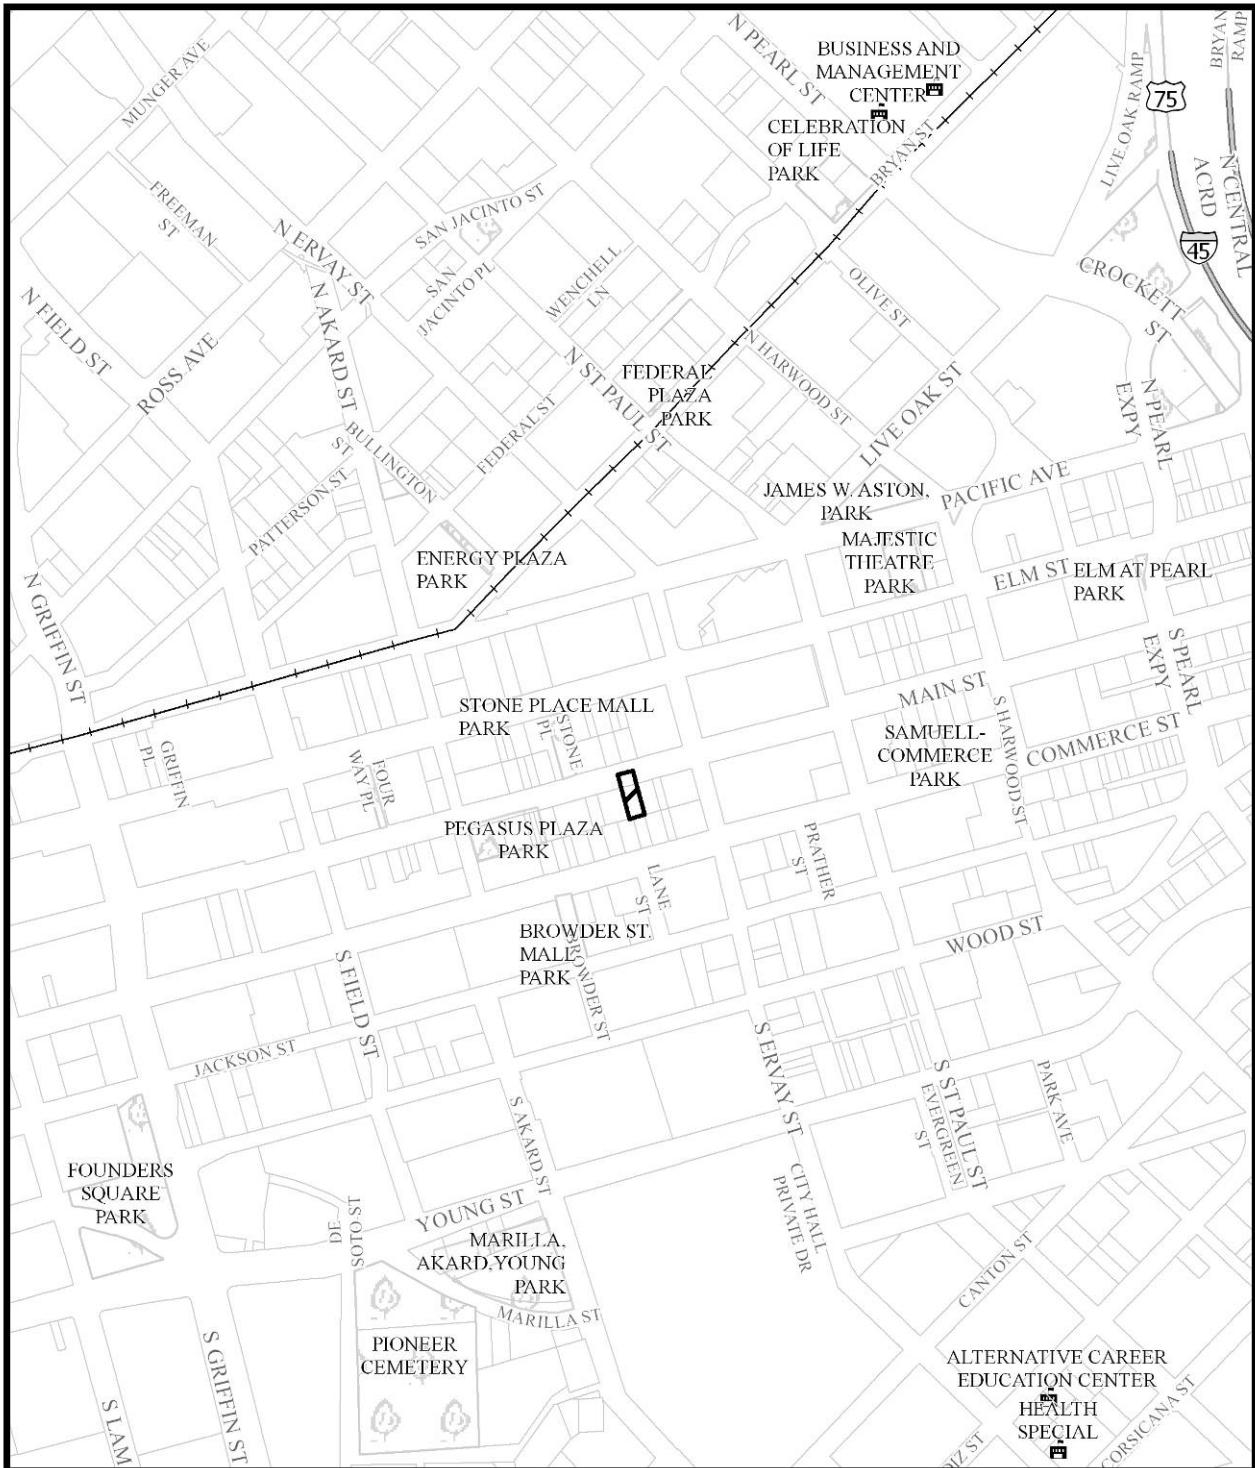 N PEARL ST
BUSINESS AND
MANAGEMENT
CENTER
BRYAN
RAMP
MUNGER AVE
LIVE OAK RAMP
75
CELEBRATION
OF LIFE
PARK
BRYAN ST
N CENTRAL
ACRD
45
FREEMAN
ST
SAN JACINTO ST
N ERVAY ST
SAN
JACINTO PL
WENCHELL
LN
OLIVE ST
CROCKETT
ST
N FIELD ST
N AKARD ST
ROSS AVE
N ST PAUL ST
FEDERAL
PLAZA
PARK
N HARWOOD ST
LIVE OAK ST
N PEARL
EXPY
BULLINGTON
ST
FEDERAL ST
PATTERSON ST
JAMES W. ASTON,
PARK
PACIFIC AVE
MAJESTIC
THEATRE
PARK
ENERGY PLAZA
PARK
ELM ST
ELM AT PEARL
PARK
N GRIFFIN ST
S PEARL
EXPY
MAIN ST
STONE PLACE MALL
PARK
STONE
PL
S HARWOOD ST
SAMUELL-
COMMERCE
PARK
COMMERCE ST
GRIFFIN
PL
FOUR
WAY PL
PEGASUS PLAZA
PARK
PRATHER
ST
LANE
ST
BROWDER ST.
MALL
PARK
BROWDER ST
WOOD ST
S FIELD ST
JACKSON ST
S ERVAY ST
S ST PAUL ST
EVERGREEN
ST
PARK AVE
S AKARD ST
FOUNDERS
SQUARE
PARK
DE
SOTO ST
YOUNG ST
CITY HALL
PRIVATE DR
MARILLA,
AKARD,YOUNG
PARK
MARILLA ST
CANTON ST
PIONEER
CEMETERY
S GRIFFIN ST
S LAM
ALTERNATIVE CAREER
EDUCATION CENTER
HEALTH
SPECIAL
CORSICANA ST
DIZ ST